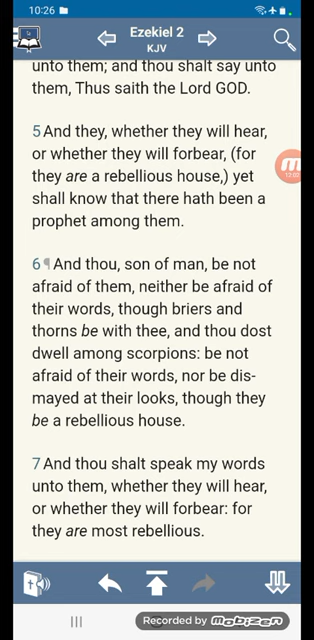 10:26
Ezekiel 2
KJV
unto them; and thou shalt say unto
them, Thus saith the Lord GOD.
5 And they, whether they will hear,
or whether they will forbear, (for
they are a rebellious house,) yet
shall know that there hath been a
prophet among them.
6 ¶ And thou, son of man, be not
afraid of them, neither be afraid of
their words, though briers and
thorns be with thee, and thou dost
dwell among scorpions: be not
afraid of their words, nor be dis-
mayed at their looks, though they
be a rebellious house.
7 And thou shalt speak my words
unto them, whether they will hear,
or whether they will forbear: for
they are most rebellious.
Recorded by mobizen